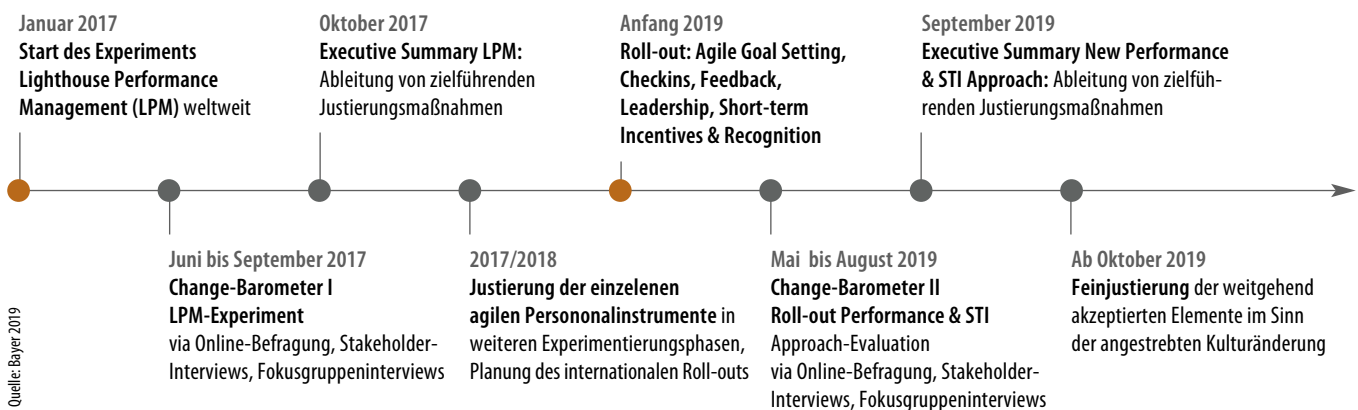 Januar 2017
Start des Experiments
Lighthouse Performance
Management (LPM) weltweit
Oktober 2017
Executive Summary LPM:
Ableitung von zielführenden
Justierungsmaßnahmen
Anfang 2019
Roll-out: Agile Goal Setting,
Checkins, Feedback,
Leadership, Short-term
Incentives & Recognition
September 2019
Executive Summary New Performance
& STI Approach: Ableitung von zielfüh-
renden Justierungsmaßnahmen
Juni bis September 2017
Change-Barometer I
LPM-Experiment
via Online-Befragung, Stakeholder-
Interviews, Fokusgruppeninterviews
2017/2018
Justierung der einzelenen
agilen Persononalinstrumente in
weiteren Experimentierungsphasen,
Planung des internationalen Roll-outs
Mai bis August 2019
Change-Barometer II
Roll-out Performance & STI
Approach-Evaluation
via Online-Befragung, Stakeholder-
Interviews, Fokusgruppeninterviews
Ab Oktober 2019
Feinjustierung der weitgehend
akzeptierten Elemente im Sinn
der angestrebten Kulturänderung
Quelle: Bayer 2019